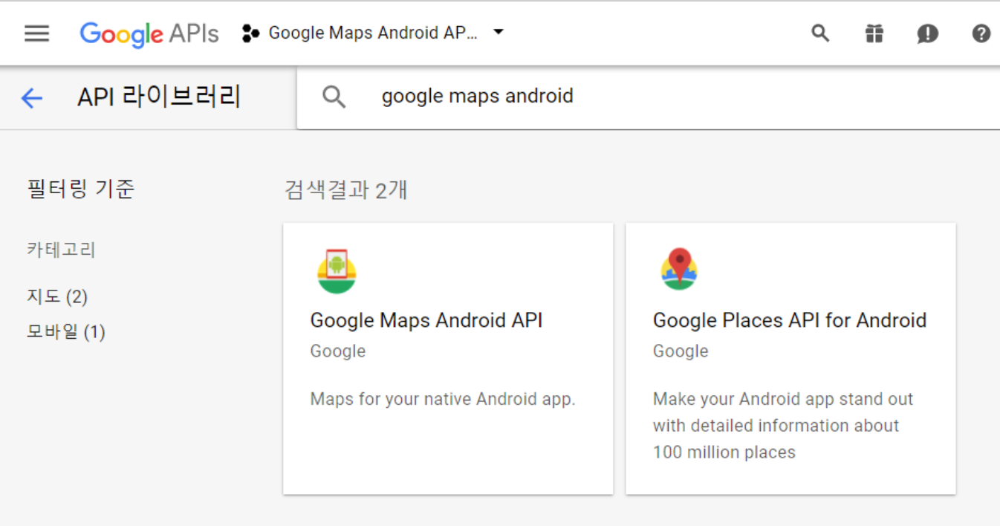 Google APIs Google Maps Android AP...
API 라이브러리
google maps android
필터링 기준
카테고리
지도 (2)
모바일 (1)
검색결과 2개
Google Maps Android API
Google
Maps for your native Android app.
Google Places API for Android
Google
Make your Android app stand out
with detailed information about
100 million places